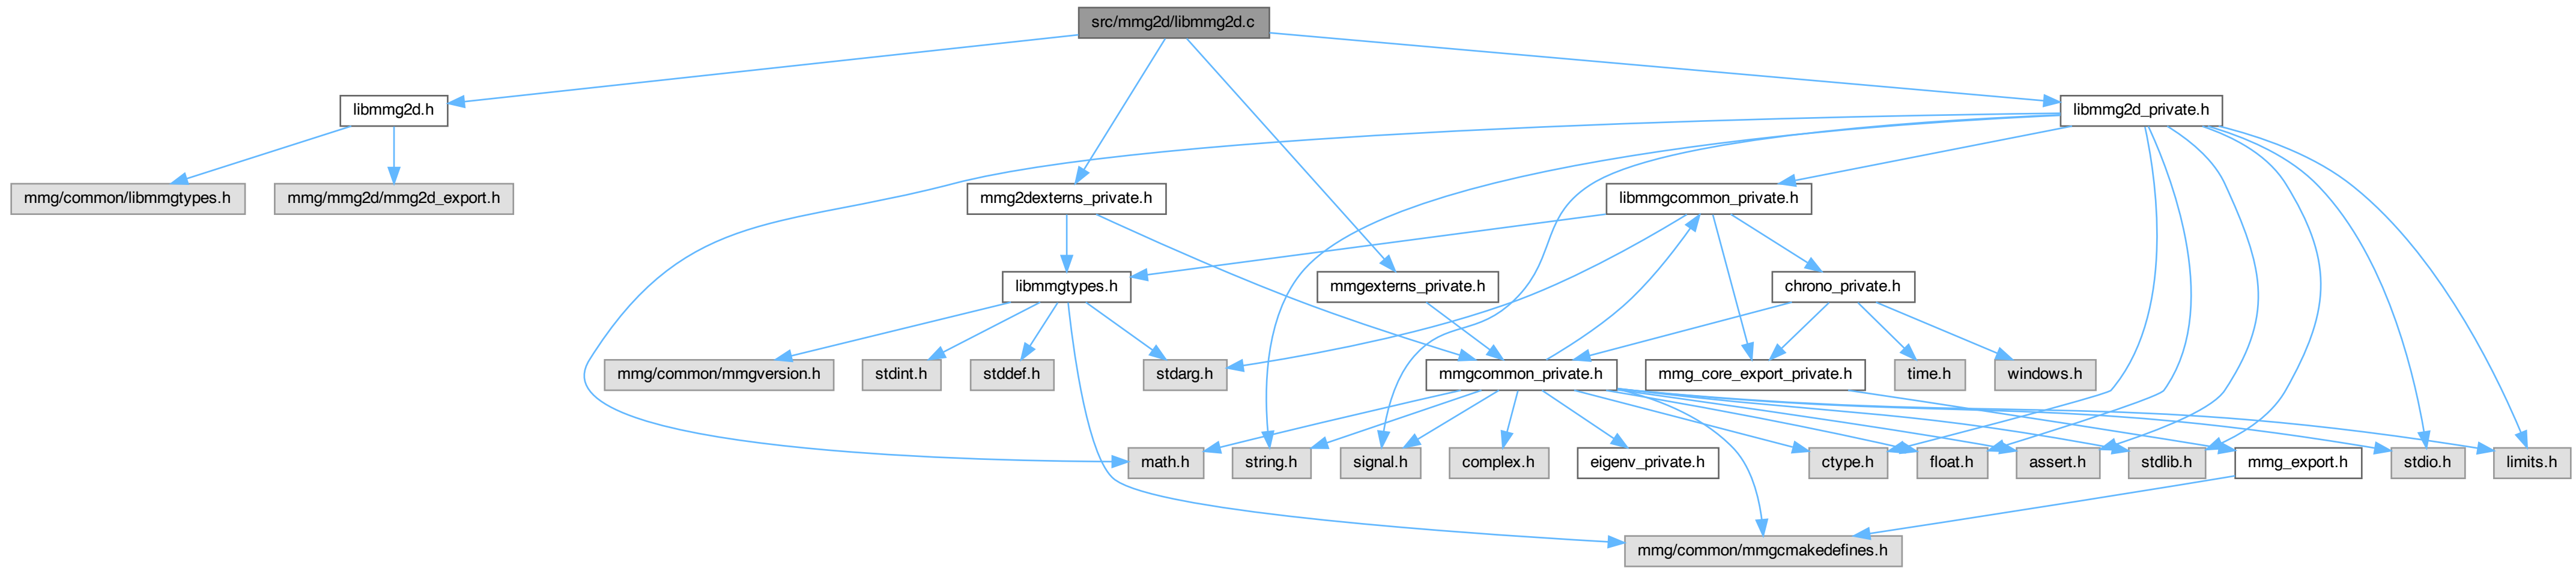 src/mmg2d/libmmg2d.c
libmmg2d.h
libmmg2d_private.h
mmg/common/libmmgtypes.h
mmg/mmg2d/mmg2d_export.h
mmg2dexterns_private.h
libmmgcommon_private.h
libmmgtypes.h
mmgexterns_private.h
chrono_private.h
mmg/common/mmgversion.h
stdint.h
stddef.h
stdarg.h
mmgcommon_private.h
mmg_core_export_private.h
time.h
windows.h
math.h
string.h
signal.h
complex.h
eigenv_private.h
ctype.h
float.h
assert.h
stdlib.h
mmg_export.h
stdio.h
limits.h
mmg/common/mmgcmakedefines.h